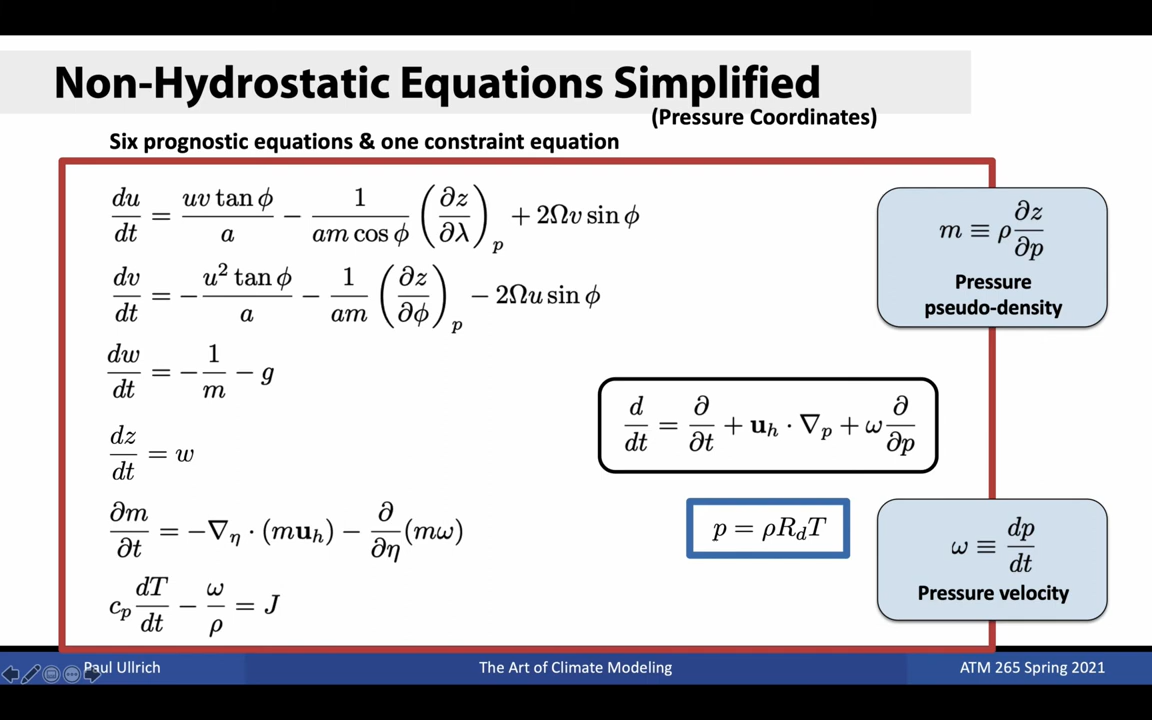 Non-Hydrostatic Equations Simplified
(Pressure Coordinates)
Six prognostic equations & one constraint equation
du/dt = uv tan ϕ/a − 1/(am cos ϕ) (∂z/∂λ)_p + 2Ωv sin ϕ
dv/dt = − u² tan ϕ/a − 1/(am) (∂z/∂ϕ)_p − 2Ωu sin ϕ
dw/dt = − 1/m − g
dz/dt = w
∂m/∂t = −∇_η · (m𝐮_h) − ∂/∂η (mω)
c_p dT/dt − ω/ρ = J
d/dt = ∂/∂t + 𝐮_h · ∇_p + ω ∂/∂p
p = ρR_dT
m ≡ ρ ∂z/∂p
Pressure
pseudo-density
ω ≡ dp/dt
Pressure velocity
Paul Ullrich
The Art of Climate Modeling
ATM 265 Spring 2021